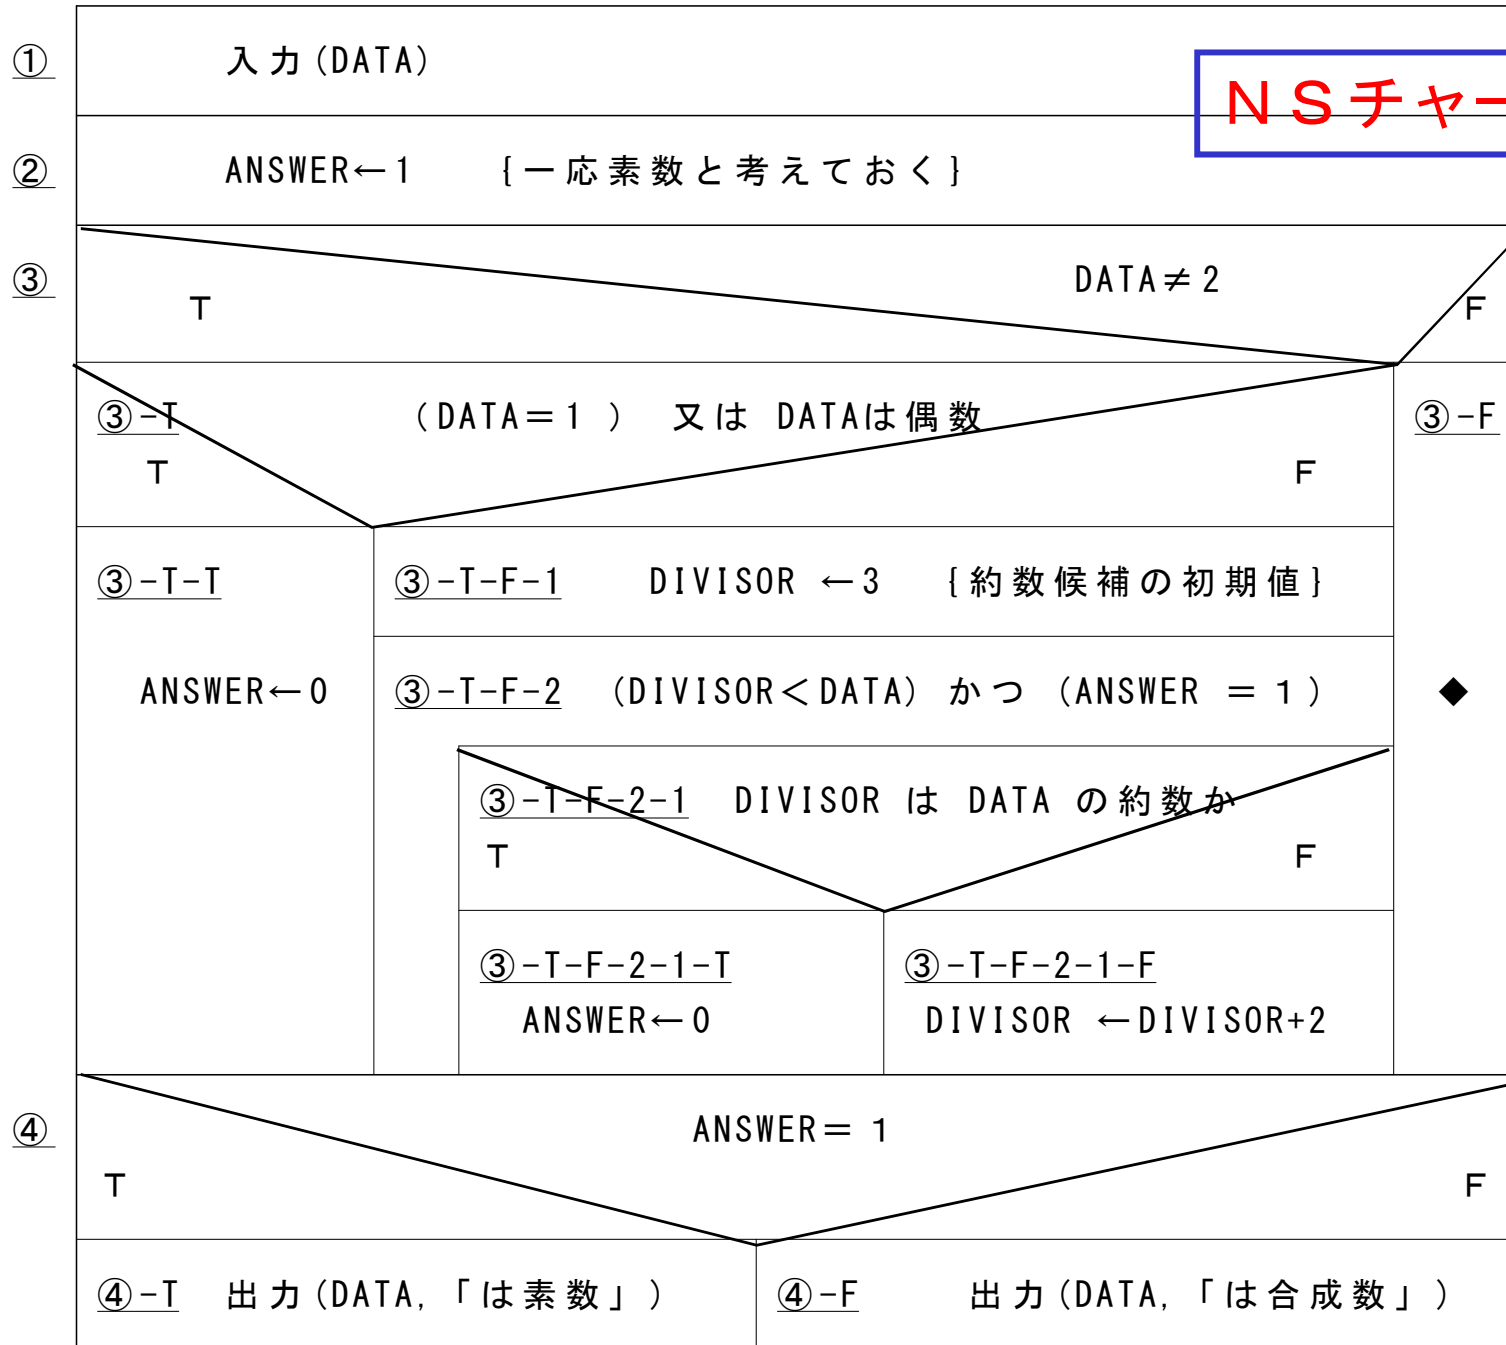 ① 入力(DATA)
NSチャー
② ANSWER←1 {一応素数と考えておく}
③ DATA≠2
T F
③-T (DATA=1) 又は DATAは偶数
③-F
T F
③-T-T ③-T-F-1 DIVISOR ←3 {約数候補の初期値}
ANSWER←0 ③-T-F-2 (DIVISOR<DATA) かつ (ANSWER = 1) ◆
③-T-F-2-1 DIVISOR は DATA の約数か
T F
③-T-F-2-1-T ③-T-F-2-1-F
ANSWER←0 DIVISOR ←DIVISOR+2
④ ANSWER= 1
T F
④-T 出力(DATA,「は素数」) ④-F 出力(DATA,「は合成数」)